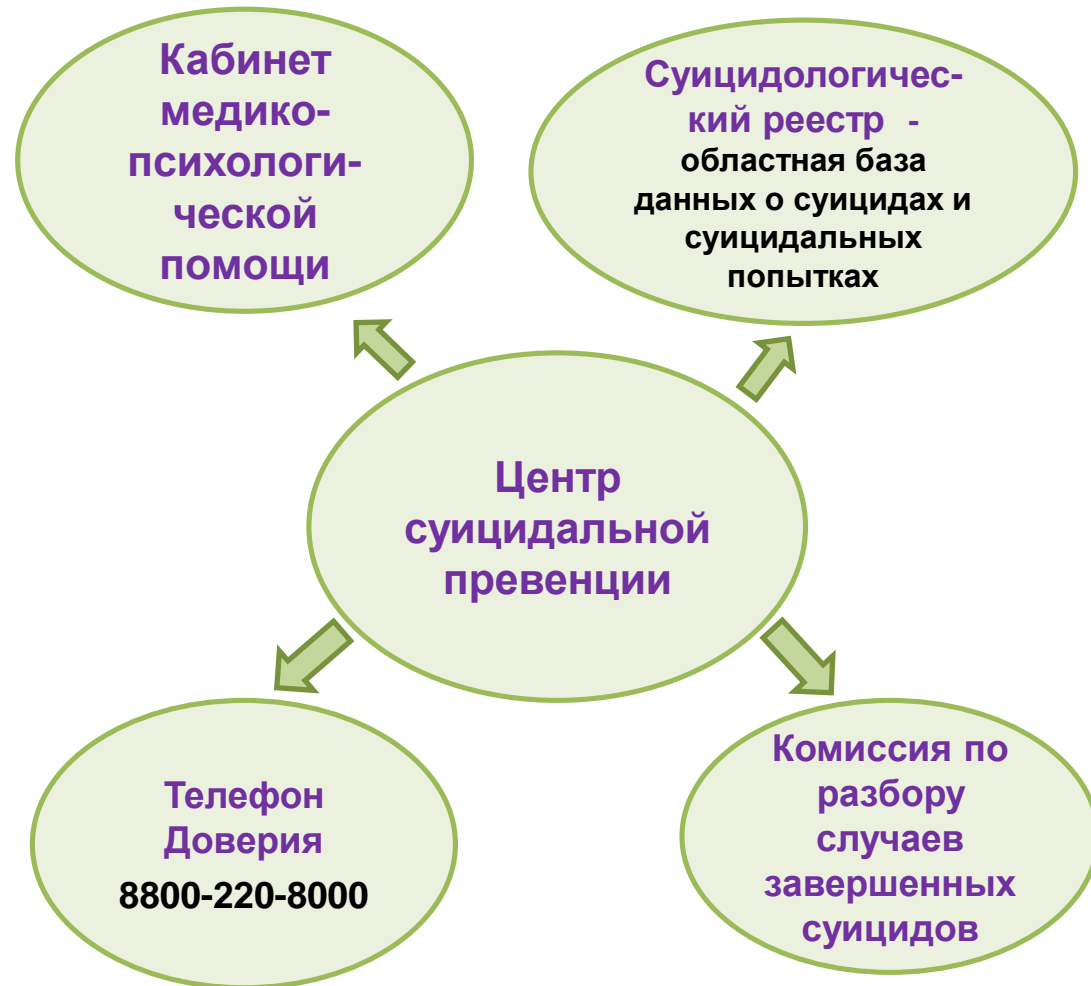 Кабинет
медико-
психологи-
ческой
помощи
Суицидологичес-
кий реестр -
областная база
данных о суицидах и
суицидальных
попытках
Центр
суицидальной
превенции
Телефон
Доверия
8800-220-8000
Комиссия по
разбору
случаев
завершенных
суицидов